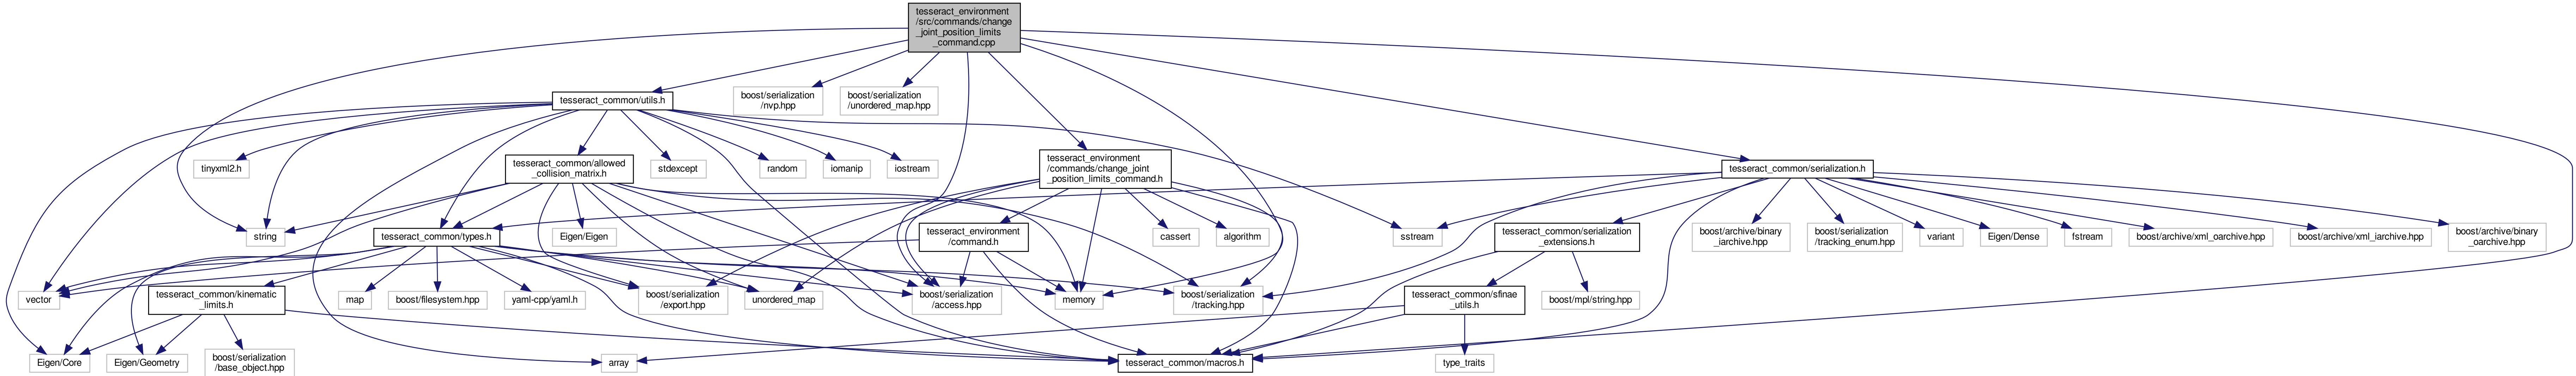 tesseract_environment
/src/commands/change
_joint_position_limits
_command.cpp
tesseract_common/utils.h
boost/serialization
/nvp.hpp
boost/serialization
/unordered_map.hpp
tinyxml2.h
tesseract_common/allowed
_collision_matrix.h
stdexcept
random
iomanip
iostream
tesseract_environment
/commands/change_joint
_position_limits_command.h
tesseract_common/serialization.h
string
tesseract_common/types.h
Eigen/Eigen
tesseract_environment
/command.h
cassert
algorithm
sstream
tesseract_common/serialization
_extensions.h
boost/archive/binary
_iarchive.hpp
boost/serialization
/tracking_enum.hpp
variant
Eigen/Dense
fstream
boost/archive/xml_oarchive.hpp
boost/archive/xml_iarchive.hpp
boost/archive/binary
_oarchive.hpp
vector
tesseract_common/kinematic
_limits.h
map
boost/filesystem.hpp
yaml-cpp/yaml.h
boost/serialization
/export.hpp
unordered_map
boost/serialization
/access.hpp
memory
boost/serialization
/tracking.hpp
tesseract_common/sfinae
_utils.h
boost/mpl/string.hpp
Eigen/Core
Eigen/Geometry
boost/serialization
/base_object.hpp
array
tesseract_common/macros.h
type_traits